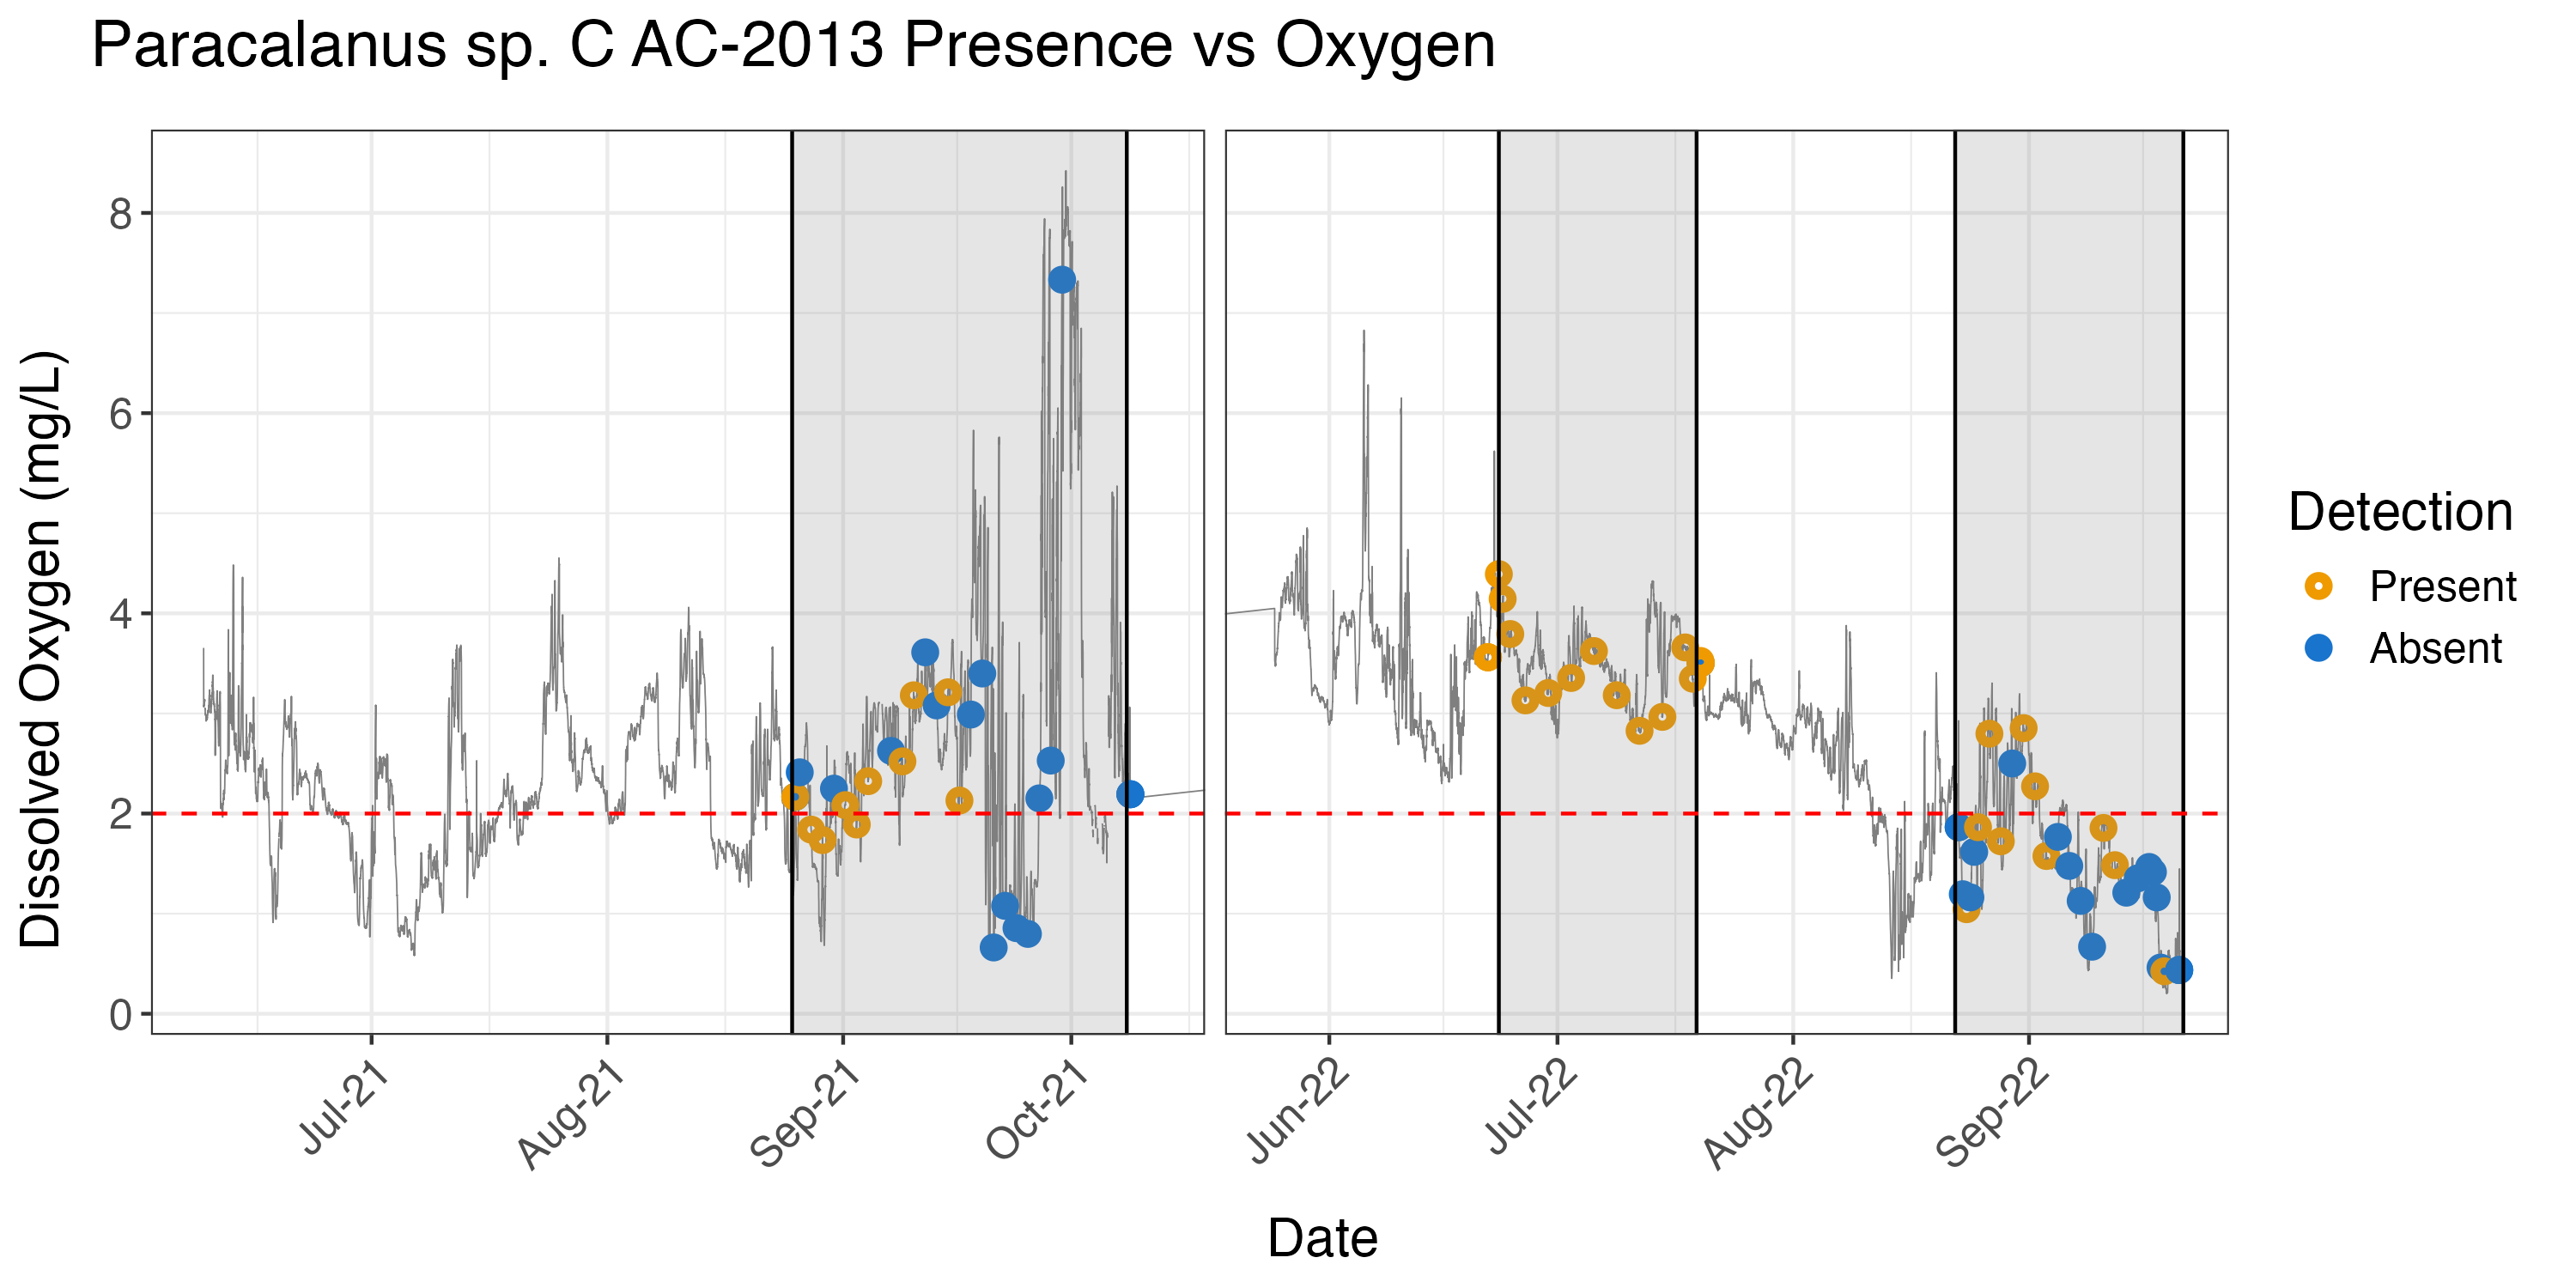 Paracalanus sp. C AC-2013 Presence vs Oxygen
Dissolved Oxygen (mg/L)
8
6
4
2
0
Jul-21
Aug-21
Sep-21
Oct-21
Jun-22
Jul-22
Aug-22
Sep-22
Date
Detection
Present
Absent